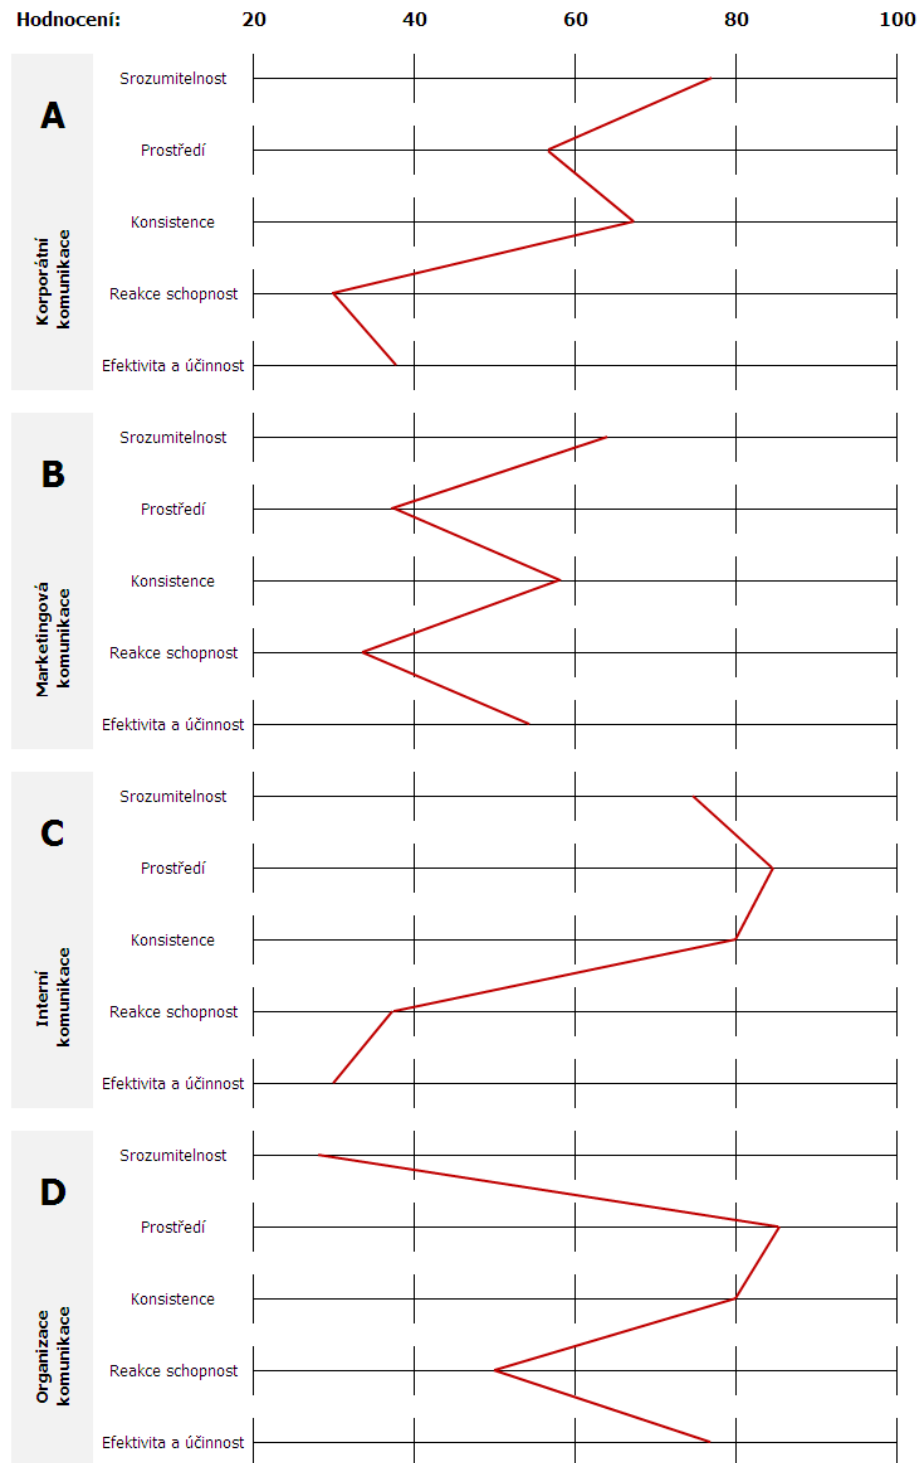 Hodnocení: 20 40 60 80 100
A
Korporátní
komunikace
Srozumitelnost
Prostředí
Konsistence
Reakce schopnost
Efektivita a účinnost
B
Marketingová
komunikace
Srozumitelnost
Prostředí
Konsistence
Reakce schopnost
Efektivita a účinnost
C
Interní
komunikace
Srozumitelnost
Prostředí
Konsistence
Reakce schopnost
Efektivita a účinnost
D
Organizace
komunikace
Srozumitelnost
Prostředí
Konsistence
Reakce schopnost
Efektivita a účinnost